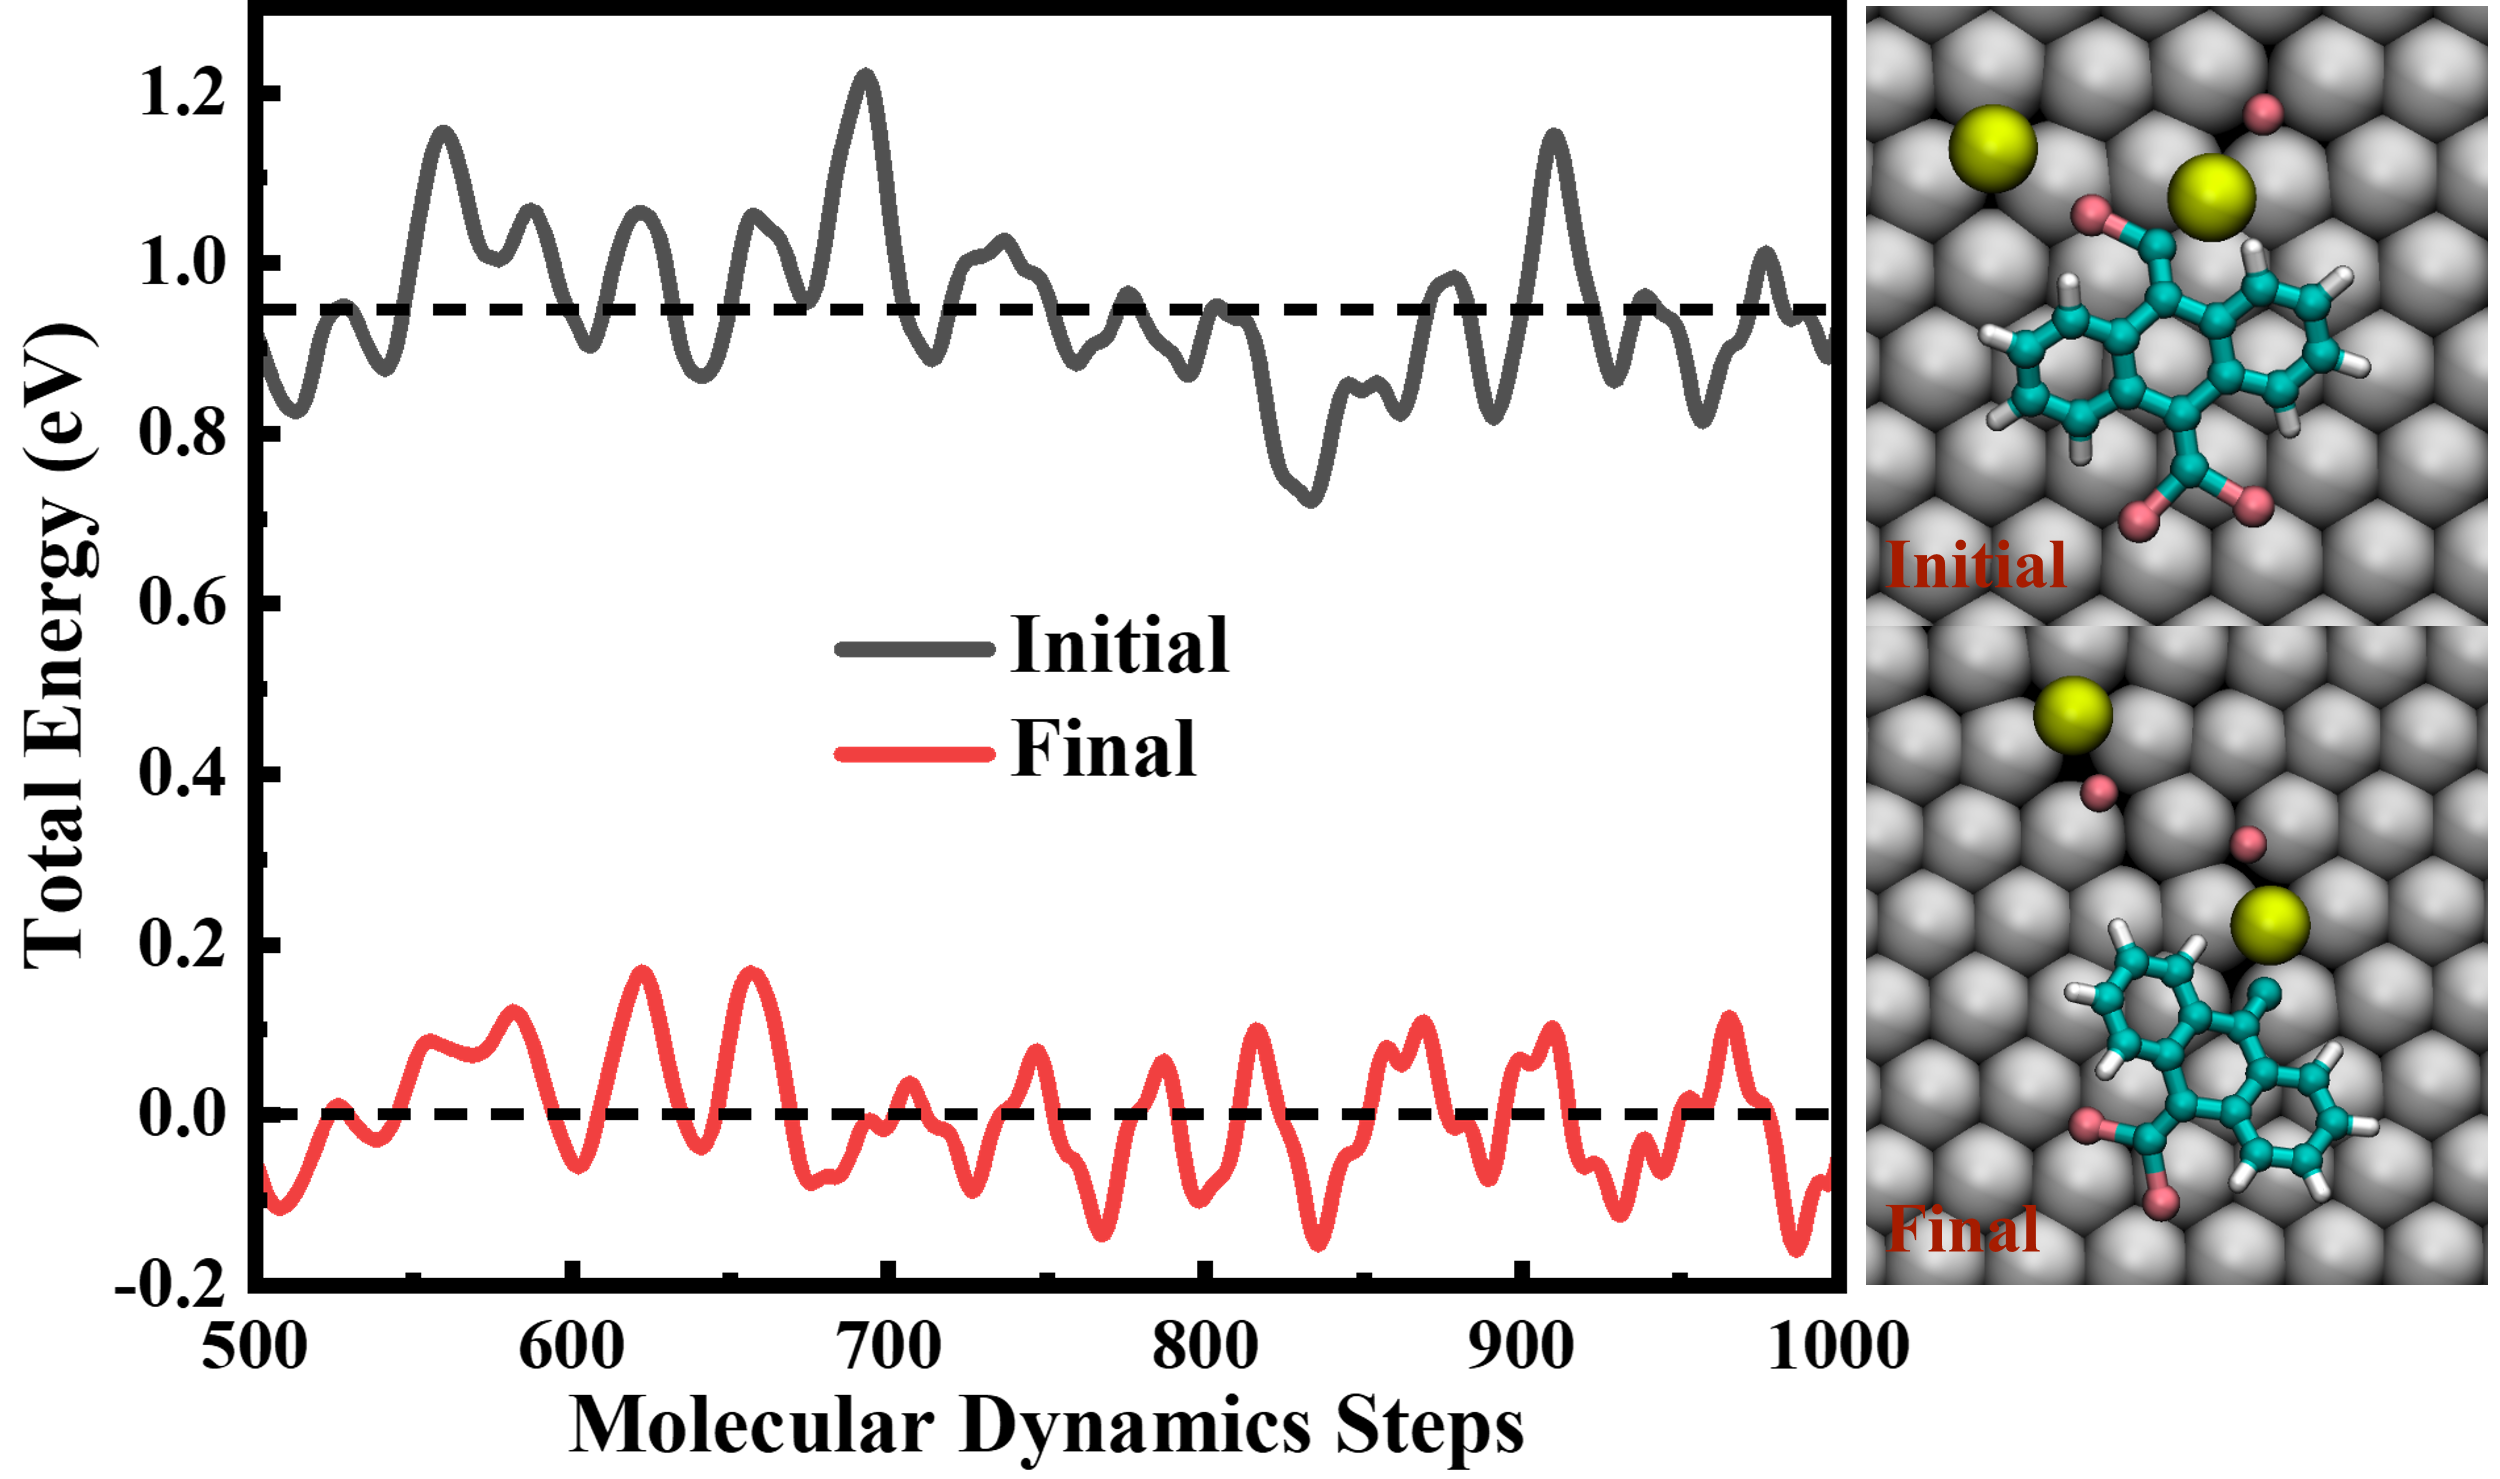 Total Energy (eV)
1.2
1.0
0.8
0.6
0.4
0.2
0.0
-0.2
500 600 700 800 900 1000
Molecular Dynamics Steps
Initial
Final
Initial
Final